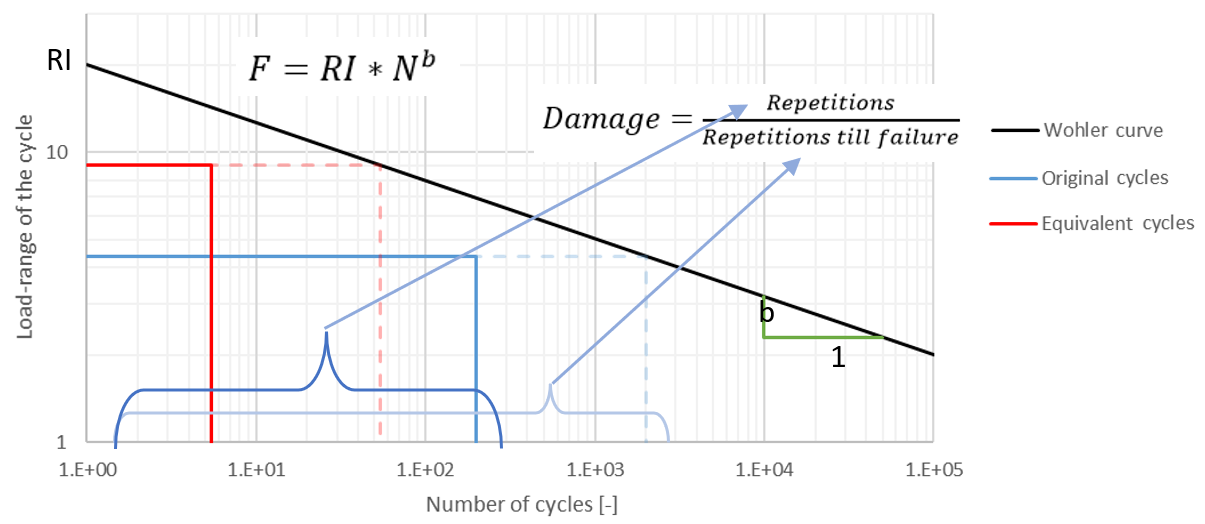 RI
F = RI * N^b
Damage = Repetitions / Repetitions till failure
Wohler curve
Original cycles
Equivalent cycles
Load-range of the cycle
10
1
b
1
1.E+00 1.E+01 1.E+02 1.E+03 1.E+04 1.E+05
Number of cycles [-]